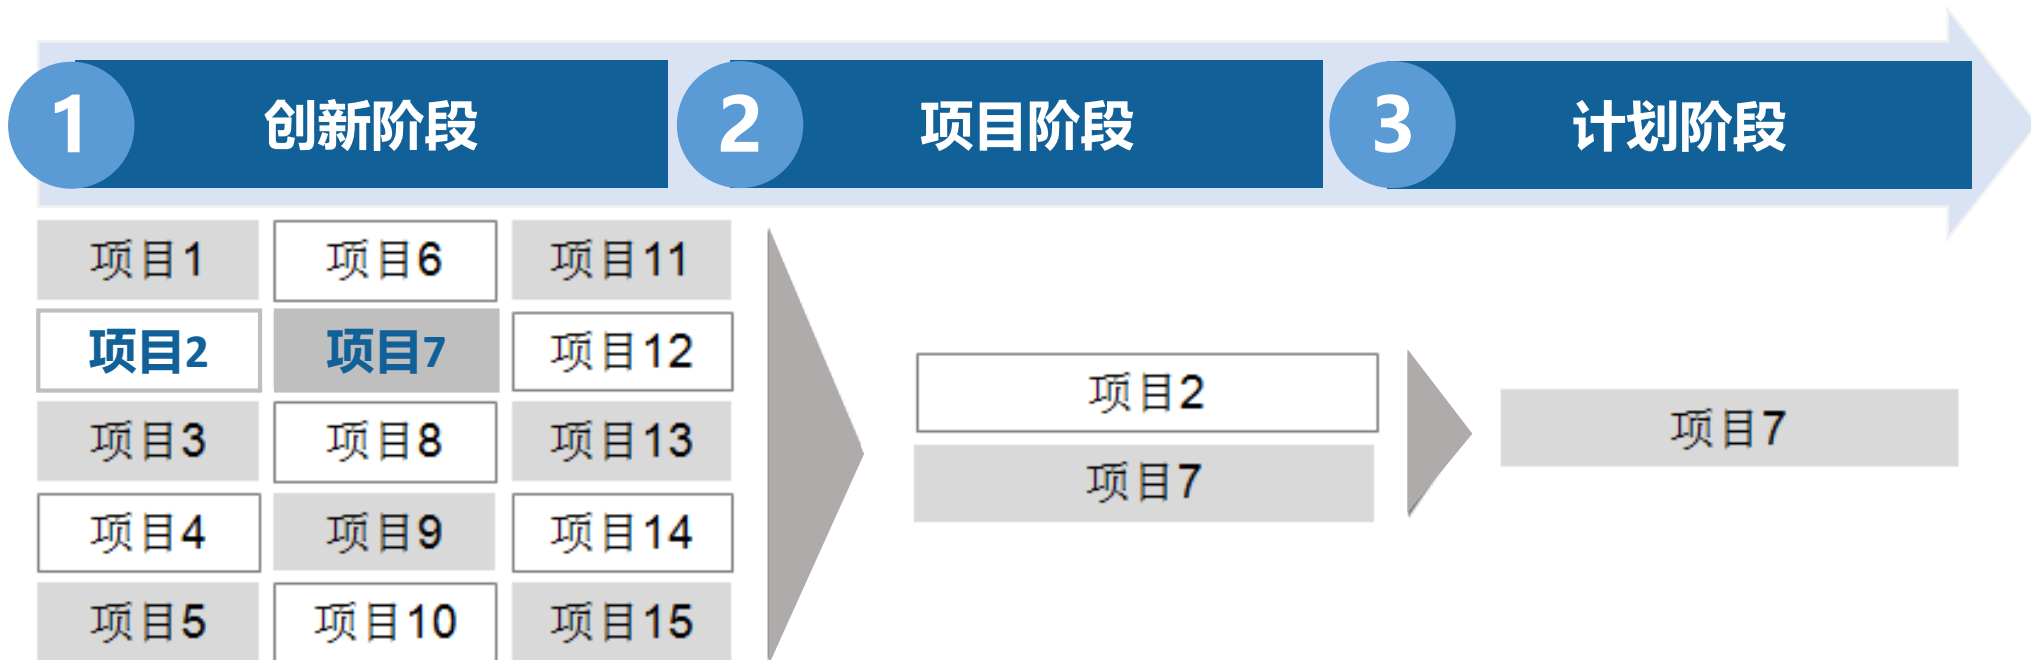 1 创新阶段 2 项目阶段 3 计划阶段
项目1 项目6 项目11
项目2 项目7 项目12
项目3 项目8 项目13
项目4 项目9 项目14
项目5 项目10 项目15
项目2
项目7
项目7